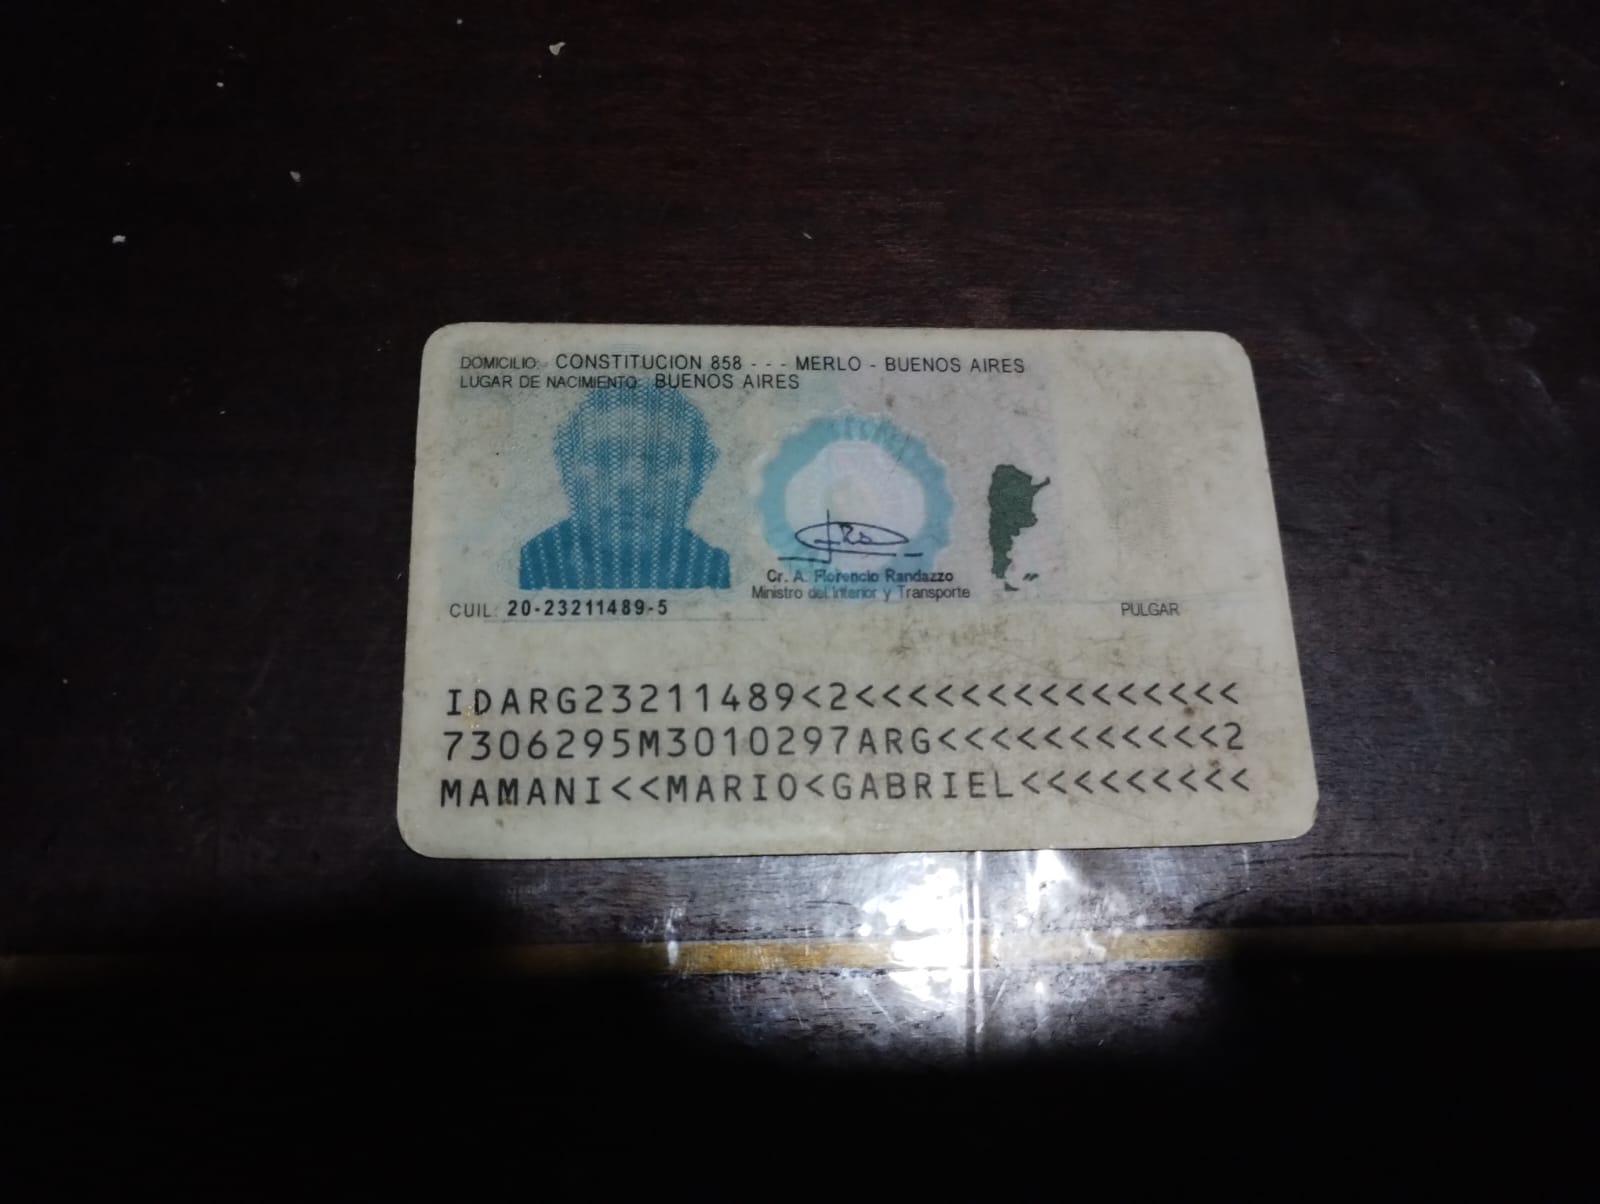 DOMICILIO: CONSTITUCION 858 - - - MERLO - BUENOS AIRES
LUGAR DE NACIMIENTO: BUENOS AIRES
Cr. A. Florencio Randazzo
Ministro del Interior y Transporte
CUIL: 20-23211489-5
PULGAR
IDARG23211489<2<<<<<<<<<<<<<<<
7306295M3010297ARG<<<<<<<<<<<2
MAMANI<<MARIO<GABRIEL<<<<<<<<<